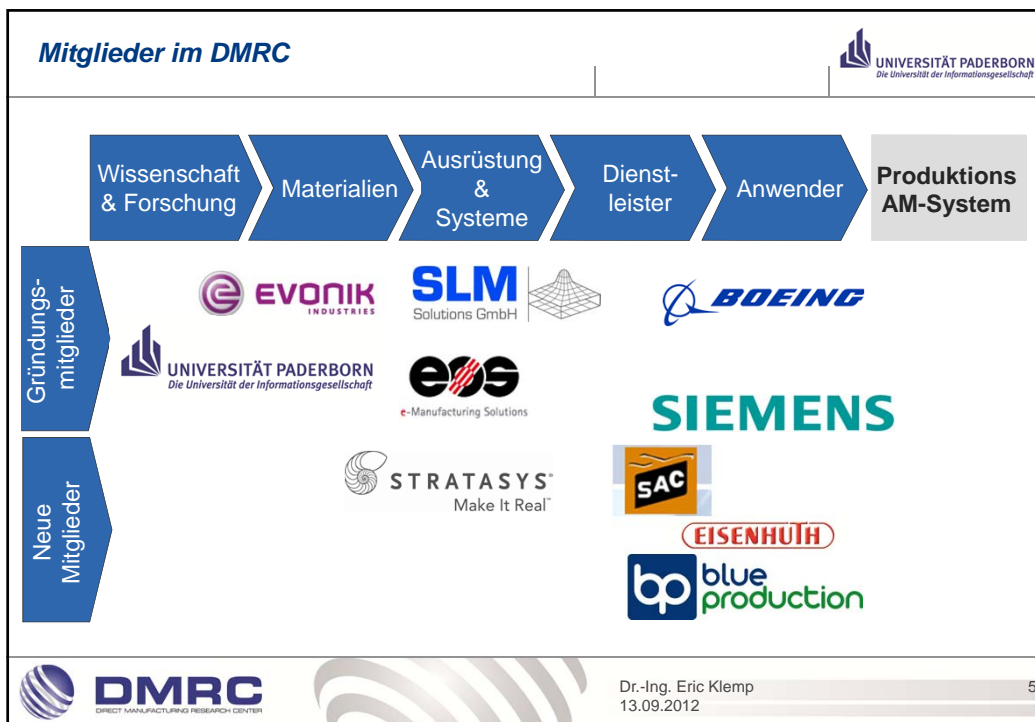 Mitglieder im DMRC
UNIVERSITÄT PADERBORN
Die Universität der Informationsgesellschaft
Wissenschaft
& Forschung
Materialien
Ausrüstung
&
Systeme
Dienst-
leister
Anwender
Produktions
AM-System
Gründungs-
mitglieder
EVONIK
INDUSTRIES
SLM
Solutions GmbH
BOEING
UNIVERSITÄT PADERBORN
Die Universität der Informationsgesellschaft
eos
e-Manufacturing Solutions
SIEMENS
Neue
Mitglieder
STRATASYS
Make It Real™
SAC
EISENHUTH
bp blue
production
DMRC
DIRECT MANUFACTURING RESEARCH CENTER
Dr.-Ing. Eric Klemp
13.09.2012
5